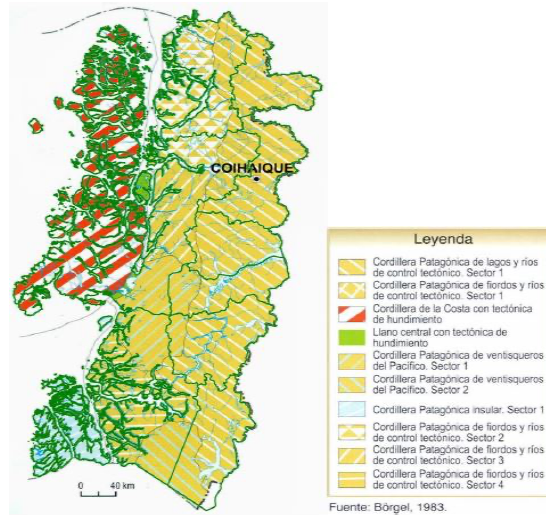 COIHAIQUE
0 40 km
Leyenda
Cordillera Patagónica de lagos y ríos
de control tectónico. Sector 1
Cordillera Patagónica de fiordos y ríos
de control tectónico. Sector 1
Cordillera de la Costa con tectónica
de hundimiento
Llano central con tectónica de
hundimiento
Cordillera Patagónica de ventisqueros
del Pacífico. Sector 1
Cordillera Patagónica de ventisqueros
del Pacífico. Sector 2
Cordillera Patagónica insular. Sector 1
Cordillera Patagónica de fiordos y ríos
de control tectónico. Sector 2
Cordillera Patagónica de fiordos y ríos
de control tectónico. Sector 3
Cordillera Patagónica de fiordos y ríos
de control tectónico. Sector 4
Fuente: Börgel, 1983.